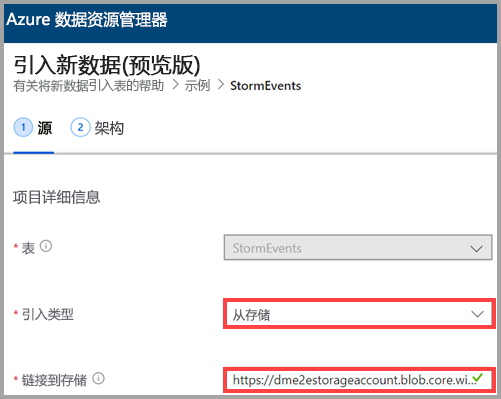 Azure 数据资源管理器
引入新数据(预览版)
有关将新数据引入表的帮助 > 示例 > StormEvents
1 源 2 架构
项目详细信息
* 表 StormEvents
* 引入类型 从存储
* 链接到存储 https://dme2estorageaccount.blob.core.wi...